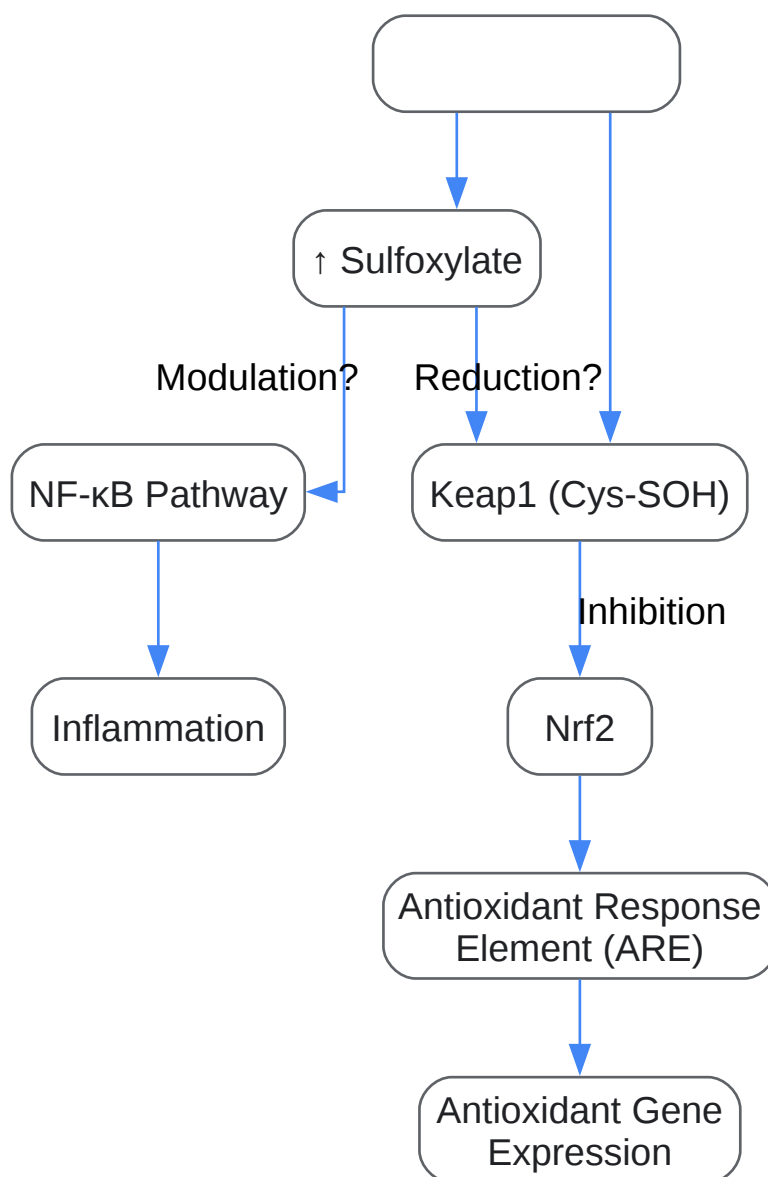 ↑ Sulfoxylate
Modulation?
Reduction?
NF-κB Pathway
Keap1 (Cys-SOH)
Inhibition
Inflammation
Nrf2
Antioxidant Response
Element (ARE)
Antioxidant Gene
Expression